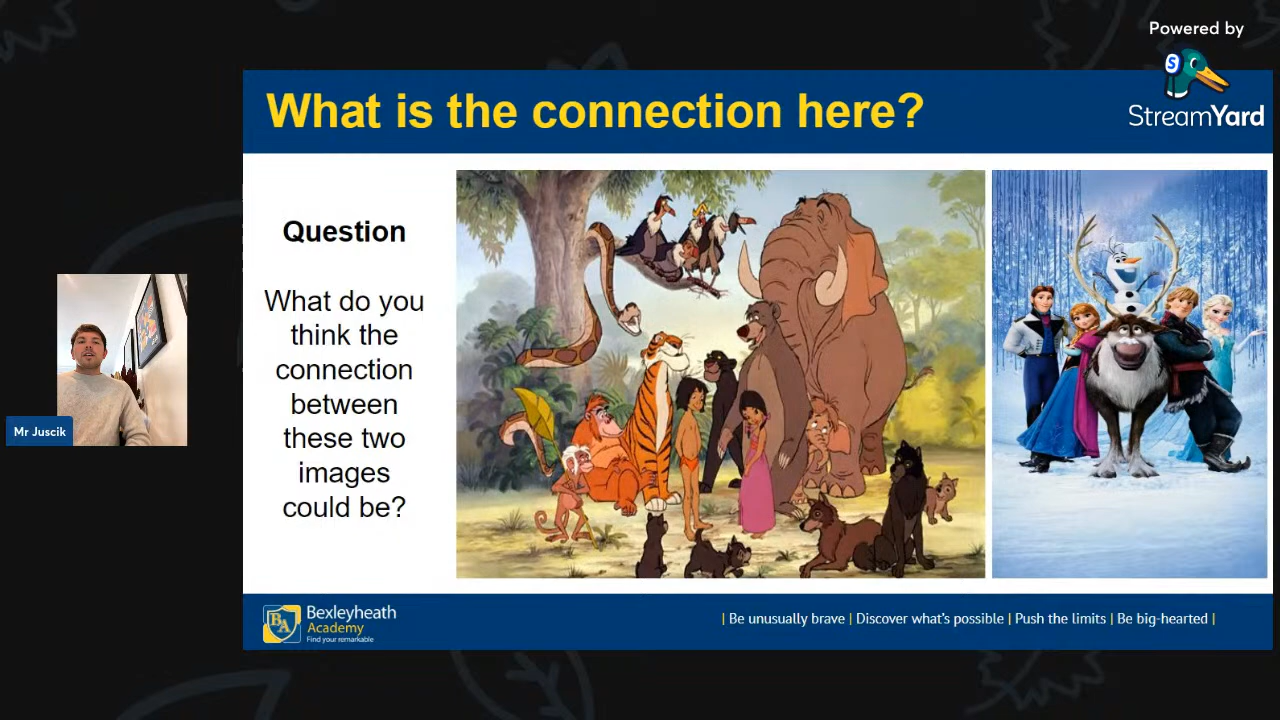 Powered by
StreamYard
What is the connection here?
Question
What do you
think the
connection
between
these two
images
could be?
Mr Juscik
BA
Bexleyheath
Academy
Find your remarkable
| Be unusually brave | Discover what's possible | Push the limits | Be big-hearted |